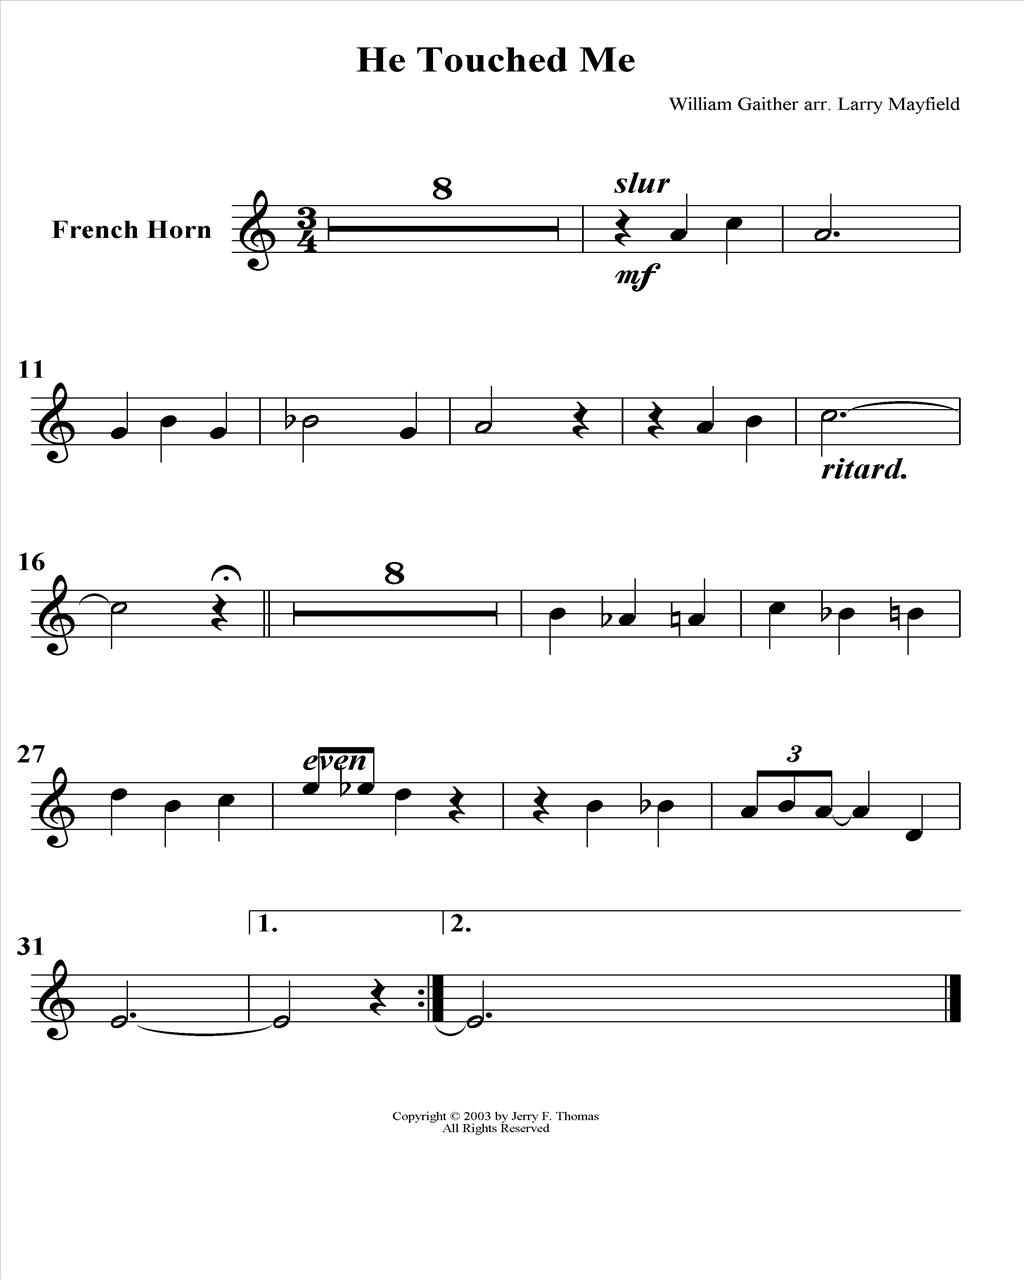 He Touched Me
William Gaither arr. Larry Mayfield
French Horn
3
4
8
slur
mf
11
ritard.
16
8
27
even
3
31
1.
2.
Copyright © 2003 by Jerry F. Thomas
All Rights Reserved